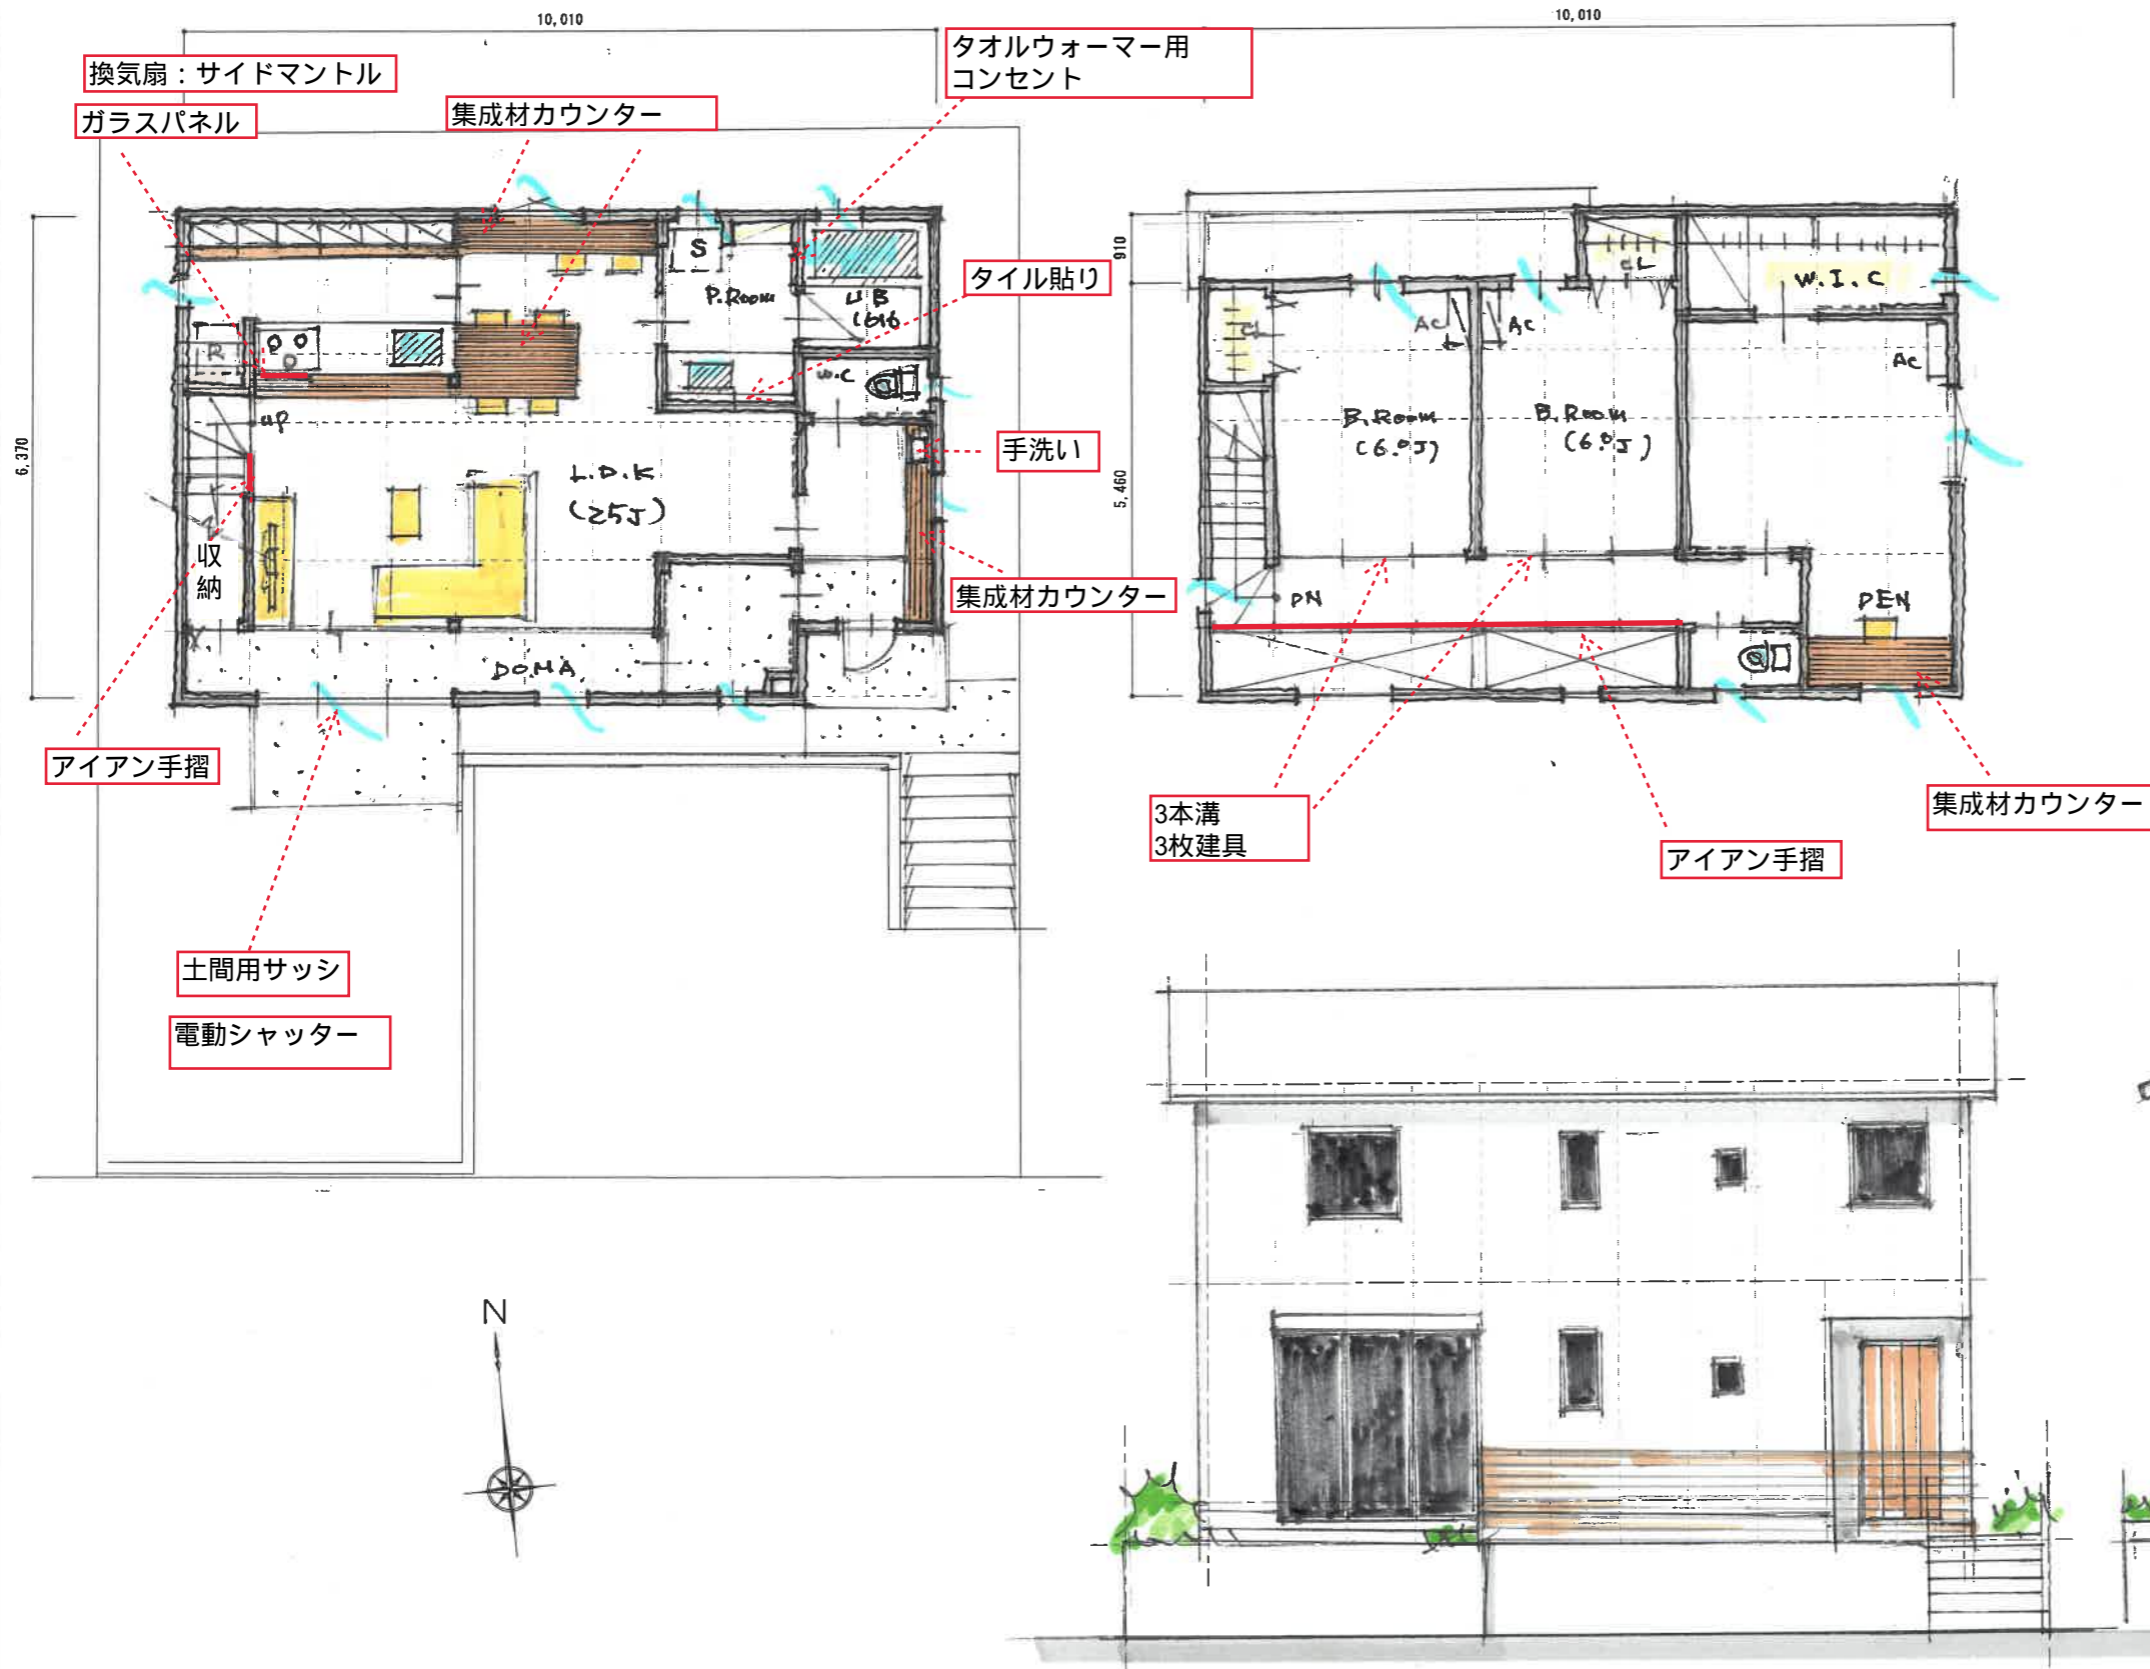 10,010
10,010
換気扇：サイドマントル
ガラスパネル
集成材カウンター
タオルウォーマー用
コンセント
タイル貼り
手洗い
集成材カウンター
S
P.Room
UB
1616
W.C
R
up
L.D.K
(25J)
収
納
DOMA
6,370
アイアン手摺
土間用サッシ
電動シャッター
910
5,460
CL
W.I.C
CL
AC
AC
AC
B.Room
(6.0J)
B.Room
(6.0J)
DN
DEN
3本溝
3枚建具
アイアン手摺
集成材カウンター
N